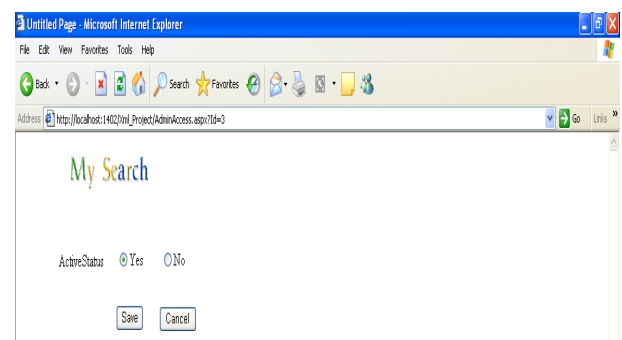 Untitled Page - Microsoft Internet Explorer
File Edit View Favorites Tools Help
Back Search Favorites
Address http://localhost:1402/Xml_Project/AdminAccess.aspx?Id=3 Go Links »
My Search
ActiveStatus Yes No
Save Cancel